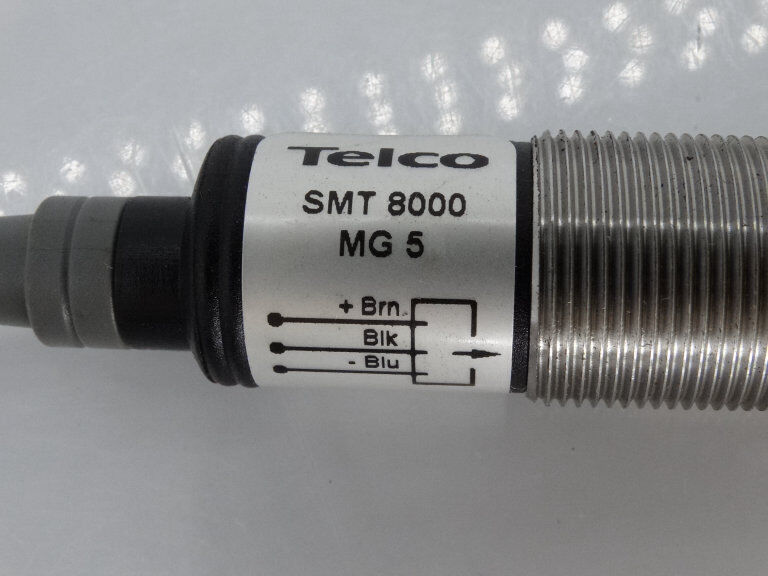 Telco
SMT 8000
MG 5
+ Brn
Blk
- Blu